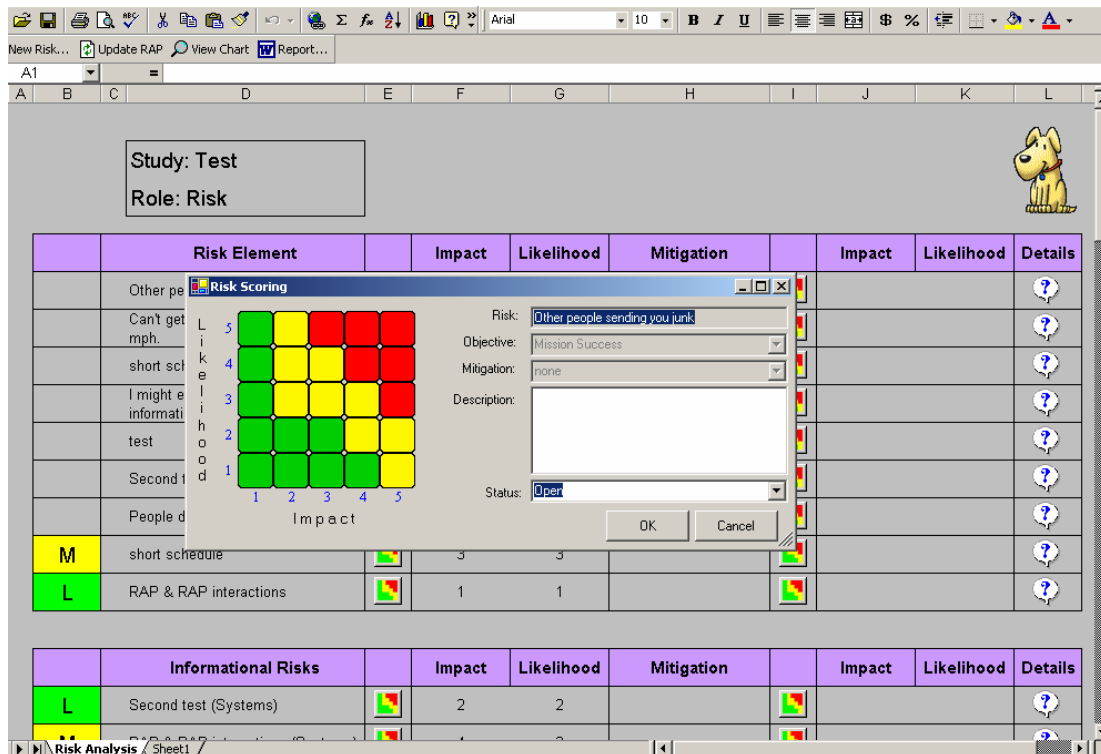 Arial 10 B I U $ %
New Risk... Update RAP View Chart Report...
A1 =
A B C D E F G H I J K L
Study: Test
Role: Risk
Risk Element Impact Likelihood Mitigation Impact Likelihood Details
Other pe
Can't get
mph.
short sch
I might e
informati
test
Second t
People d
M short schedule 3 3
L RAP & RAP interactions 1 1
Risk Scoring
Likelihood
5
4
3
2
1
1 2 3 4 5
Impact
Risk: Other people sending you junk
Objective: Mission Success
Mitigation: none
Description:
Status: Open
OK Cancel
Informational Risks Impact Likelihood Mitigation Impact Likelihood Details
L Second test (Systems) 2 2
Risk Analysis Sheet1